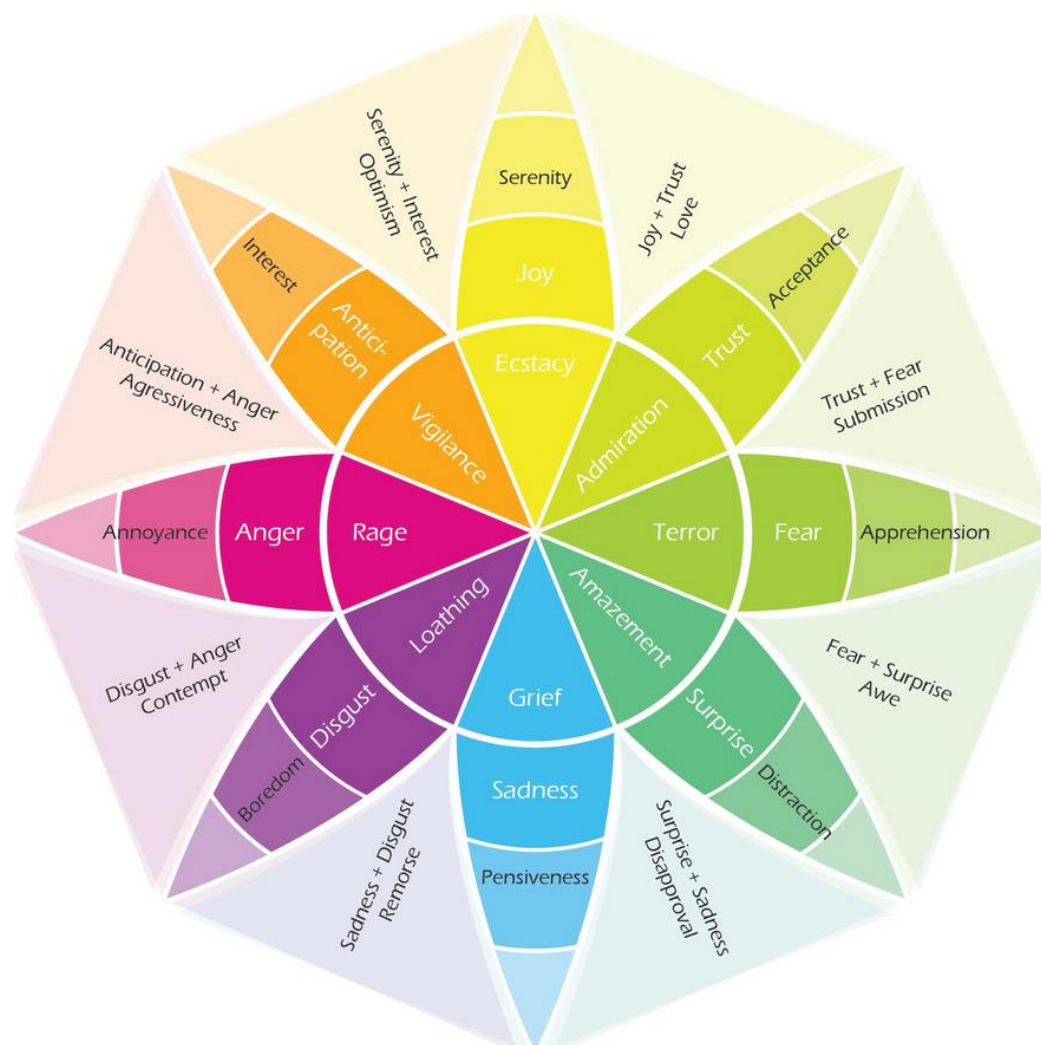 Serenity + Interest
Optimism
Serenity
Joy + Trust
Love
Joy
Interest
Antici-
pation
Trust
Acceptance
Anticipation + Anger
Agressiveness
Vigilance
Ecstacy
Admiration
Trust + Fear
Submission
Annoyance
Anger
Rage
Terror
Fear
Apprehension
Disgust + Anger
Contempt
Disgust
Boredom
Loathing
Grief
Amazement
Surprise
Distraction
Fear + Surprise
Awe
Sadness
Pensiveness
Sadness + Disgust
Remorse
Surprise + Sadness
Disapproval